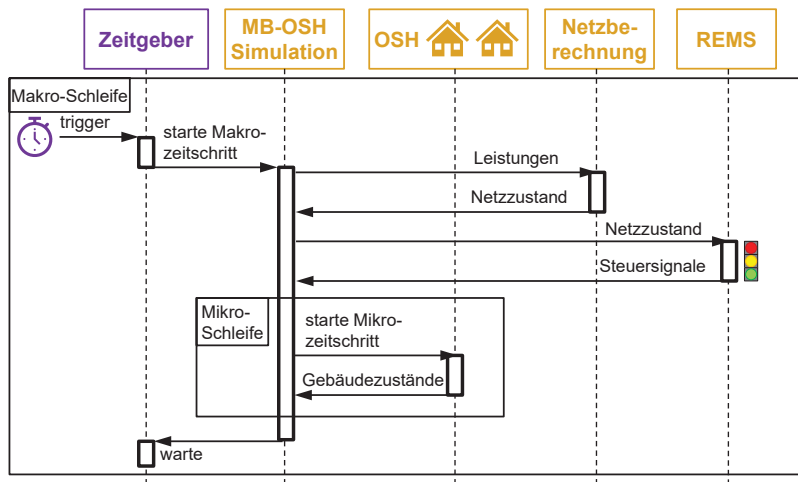 Zeitgeber
MB-OSH
Simulation
OSH
Netzbe-
rechnung
REMS
Makro-Schleife
trigger
starte Makro-
zeitschritt
Leistungen
Netzzustand
Netzzustand
Steuersignale
Mikro-
Schleife
starte Mikro-
zeitschritt
Gebäudezustände
warte